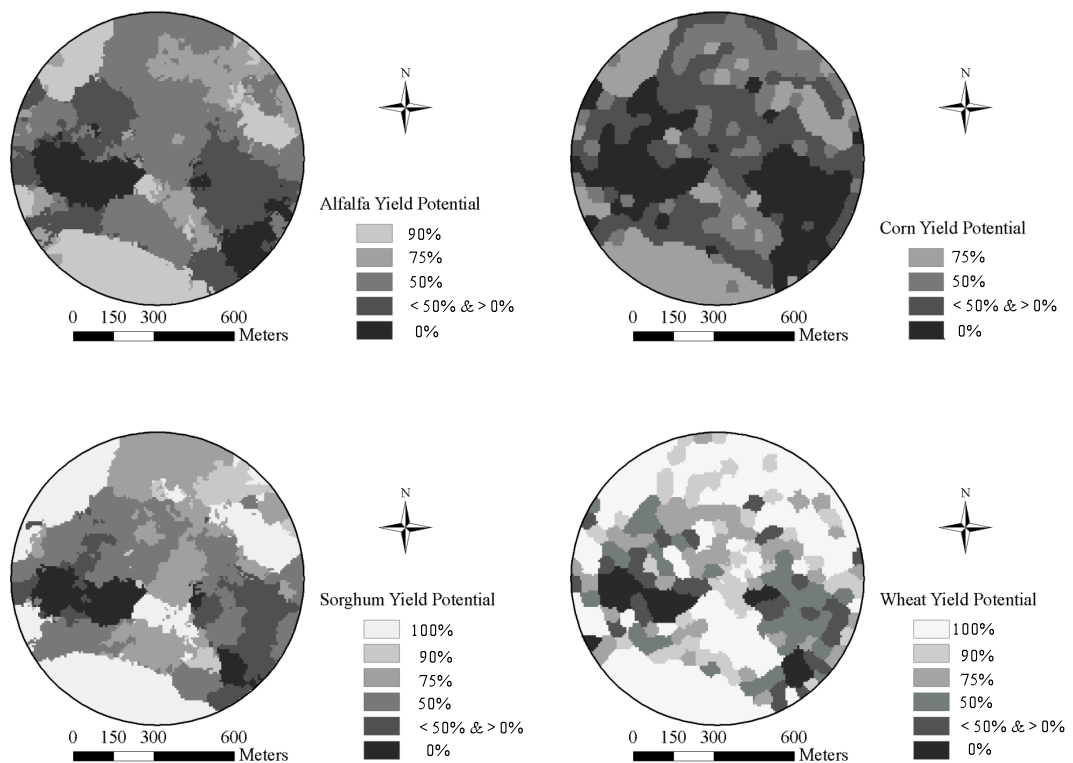 N
Alfalfa Yield Potential
90%
75%
50%
< 50% & > 0%
0%
0 150 300 600
Meters
N
Corn Yield Potential
75%
50%
< 50% & > 0%
0%
0 150 300 600
Meters
N
Sorghum Yield Potential
100%
90%
75%
50%
< 50% & > 0%
0%
0 150 300 600
Meters
N
Wheat Yield Potential
100%
90%
75%
50%
< 50% & > 0%
0%
0 150 300 600
Meters